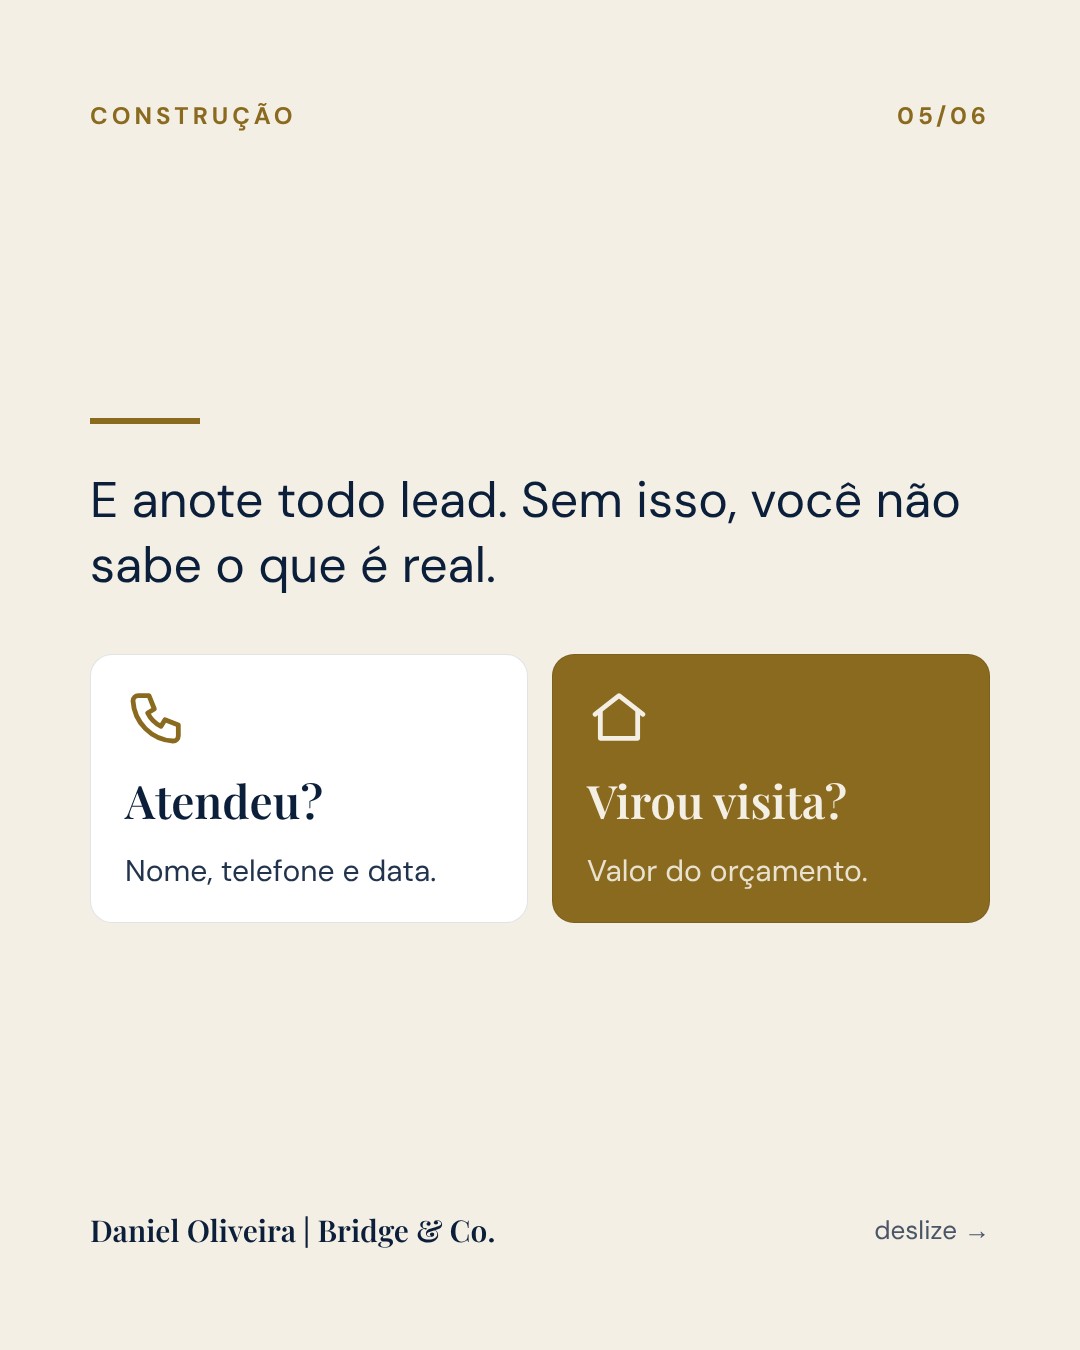 CONSTRUÇÃO
05/06
E anote todo lead. Sem isso, você não
sabe o que é real.
Atendeu?
Nome, telefone e data.
Virou visita?
Valor do orçamento.
Daniel Oliveira | Bridge & Co.
deslize →